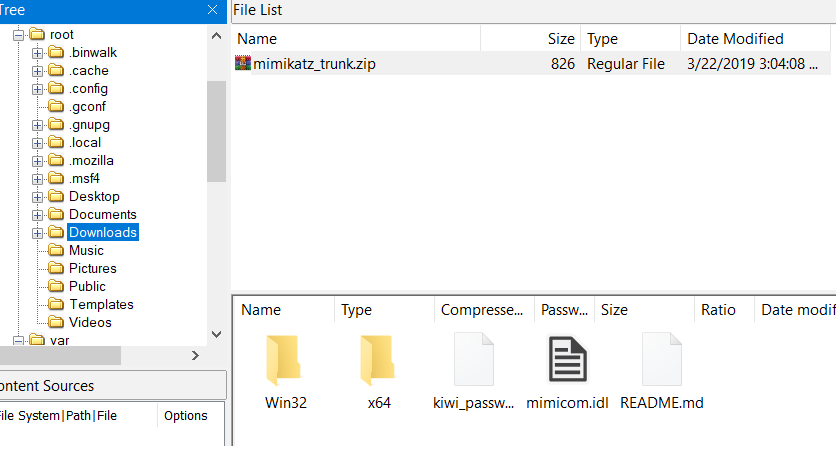 Tree
root
.binwalk
.cache
.config
.gconf
.gnupg
.local
.mozilla
.msf4
Desktop
Documents
Downloads
Music
Pictures
Public
Templates
Videos
var
ontent Sources
File System|Path|File Options
File List
Name Size Type Date Modified
mimikatz_trunk.zip 826 Regular File 3/22/2019 3:04:08 ...
Name Type Compresse... Passw... Size Ratio Date modif
Win32 x64 kiwi_passw... mimicom.idl README.md